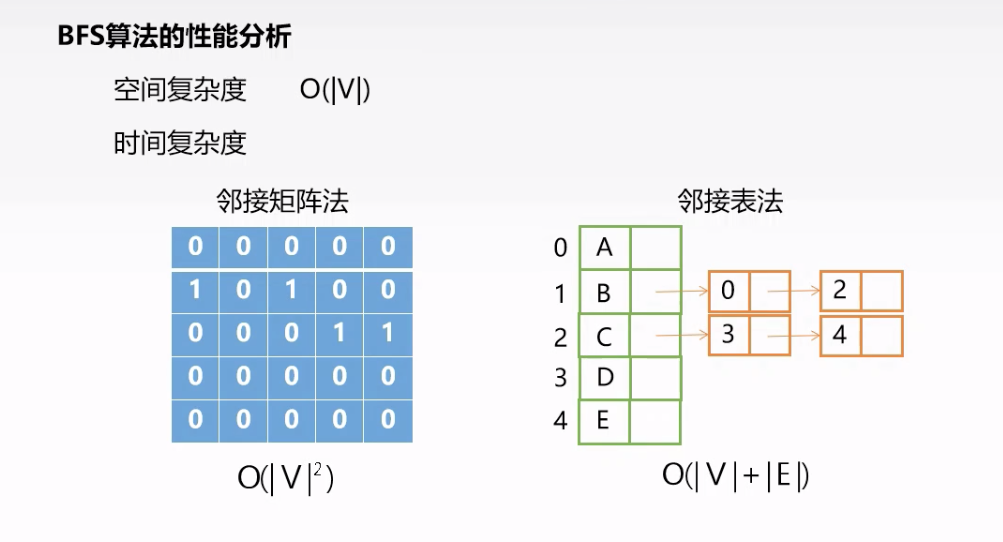 BFS算法的性能分析
空间复杂度 O(|V|)
时间复杂度
邻接矩阵法
0 0 0 0 0
1 0 1 0 0
0 0 0 1 1
0 0 0 0 0
0 0 0 0 0
O(|V|²)
邻接表法
0 A
1 B 0 2
2 C 3 4
3 D
4 E
O(|V|+|E|)